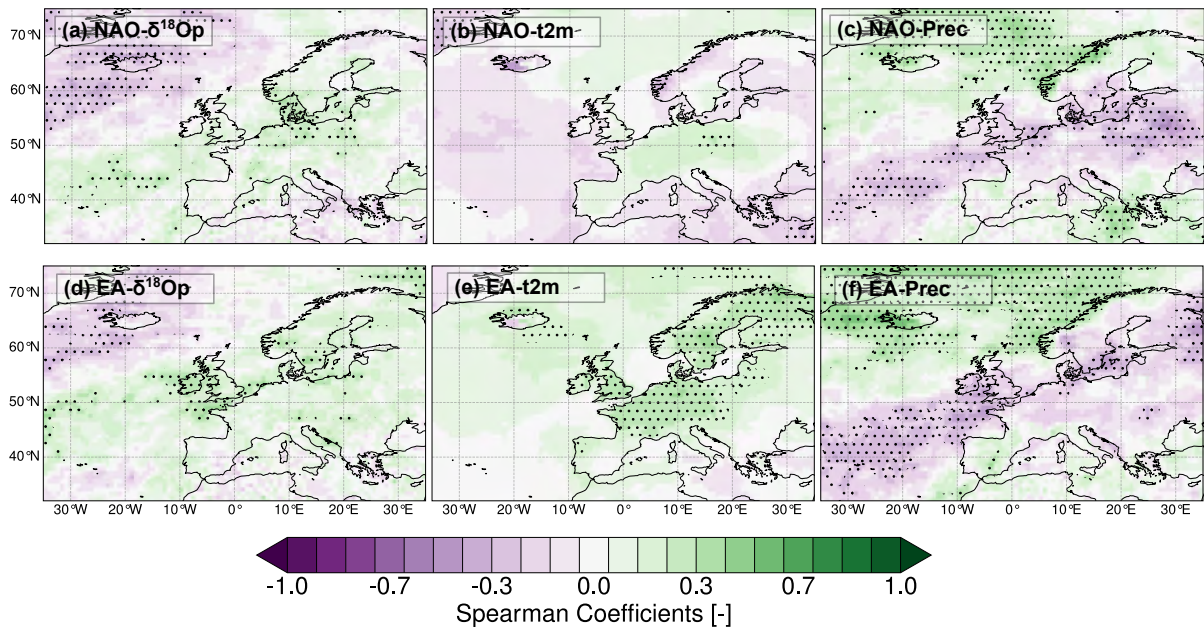 (a) NAO-δ¹⁸Op
(b) NAO-t2m
(c) NAO-Prec
70°N
60°N
50°N
40°N
(d) EA-δ¹⁸Op
(e) EA-t2m
(f) EA-Prec
70°N
60°N
50°N
40°N
30°W 20°W 10°W 0° 10°E 20°E 30°E
30°W 20°W 10°W 0° 10°E 20°E 30°E
30°W 20°W 10°W 0° 10°E 20°E 30°E
-1.0 -0.7 -0.3 0.0 0.3 0.7 1.0
Spearman Coefficients [-]